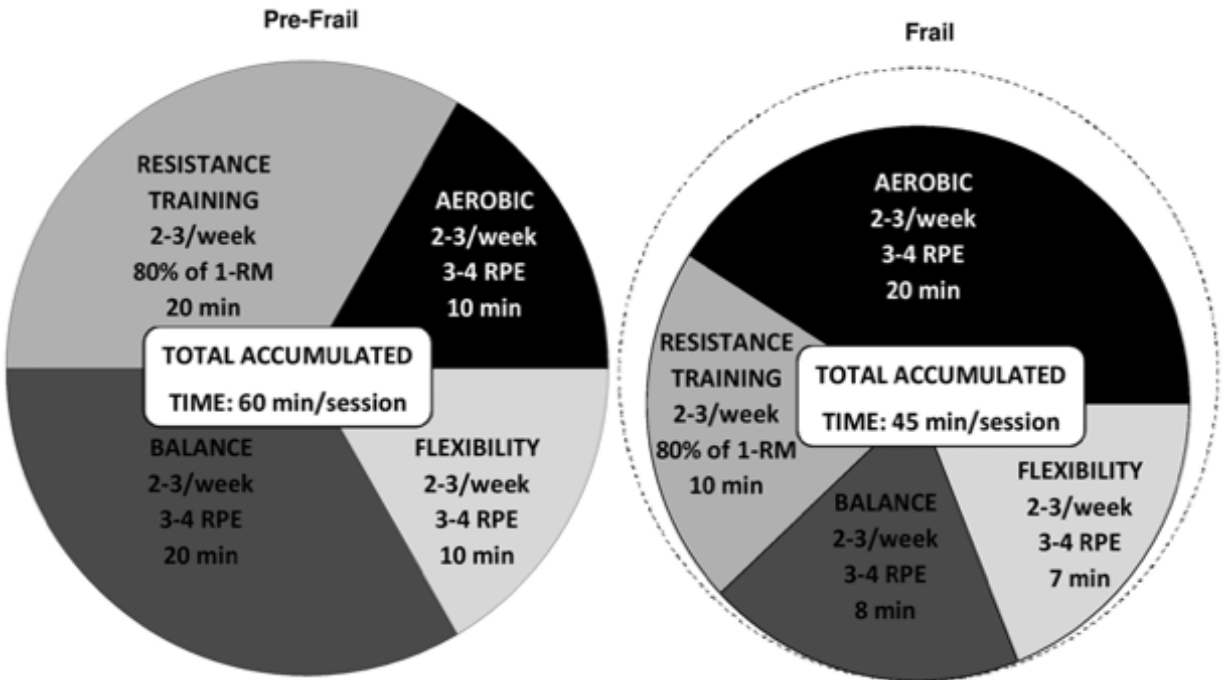 Pre-Frail
RESISTANCE
TRAINING
2-3/week
80% of 1-RM
20 min
AEROBIC
2-3/week
3-4 RPE
10 min
TOTAL ACCUMULATED
TIME: 60 min/session
BALANCE
2-3/week
3-4 RPE
20 min
FLEXIBILITY
2-3/week
3-4 RPE
10 min
Frail
AEROBIC
2-3/week
3-4 RPE
20 min
RESISTANCE
TRAINING
2-3/week
80% of 1-RM
10 min
TOTAL ACCUMULATED
TIME: 45 min/session
BALANCE
2-3/week
3-4 RPE
8 min
FLEXIBILITY
2-3/week
3-4 RPE
7 min